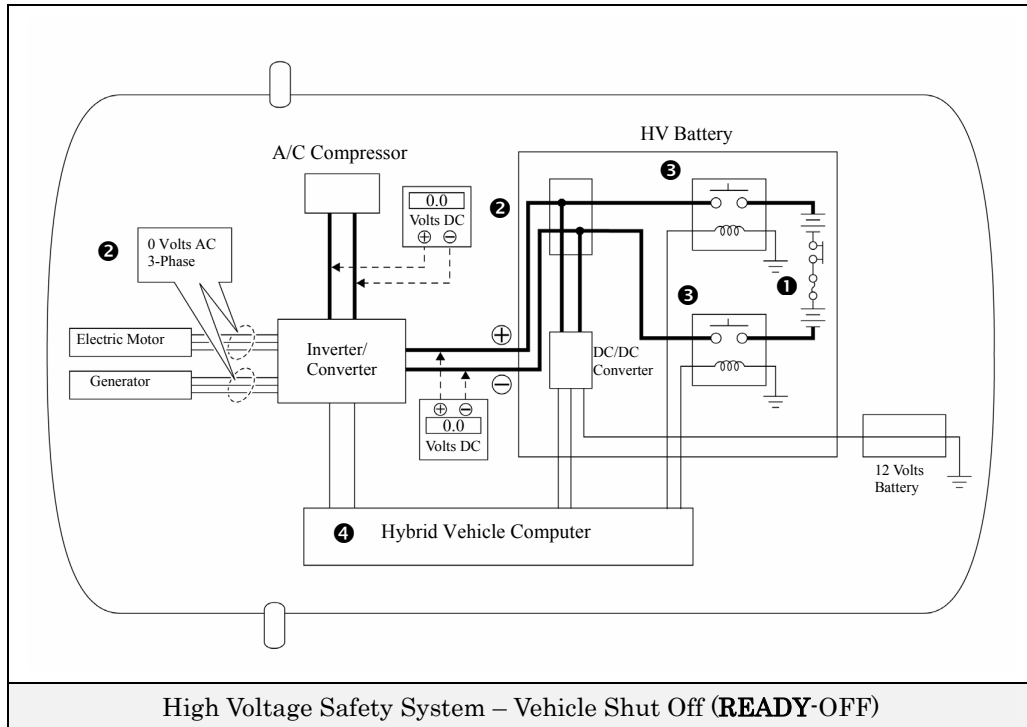 HV Battery
A/C Compressor
❸
0.0
Volts DC
⊕ ⊖
❷
❷
0 Volts AC
3-Phase
❶
❸
Electric Motor
Inverter/
Converter
⊕
DC/DC
Converter
Generator
⊖
⊕ ⊖
0.0
Volts DC
12 Volts
Battery
❹ Hybrid Vehicle Computer
High Voltage Safety System – Vehicle Shut Off (READY-OFF)